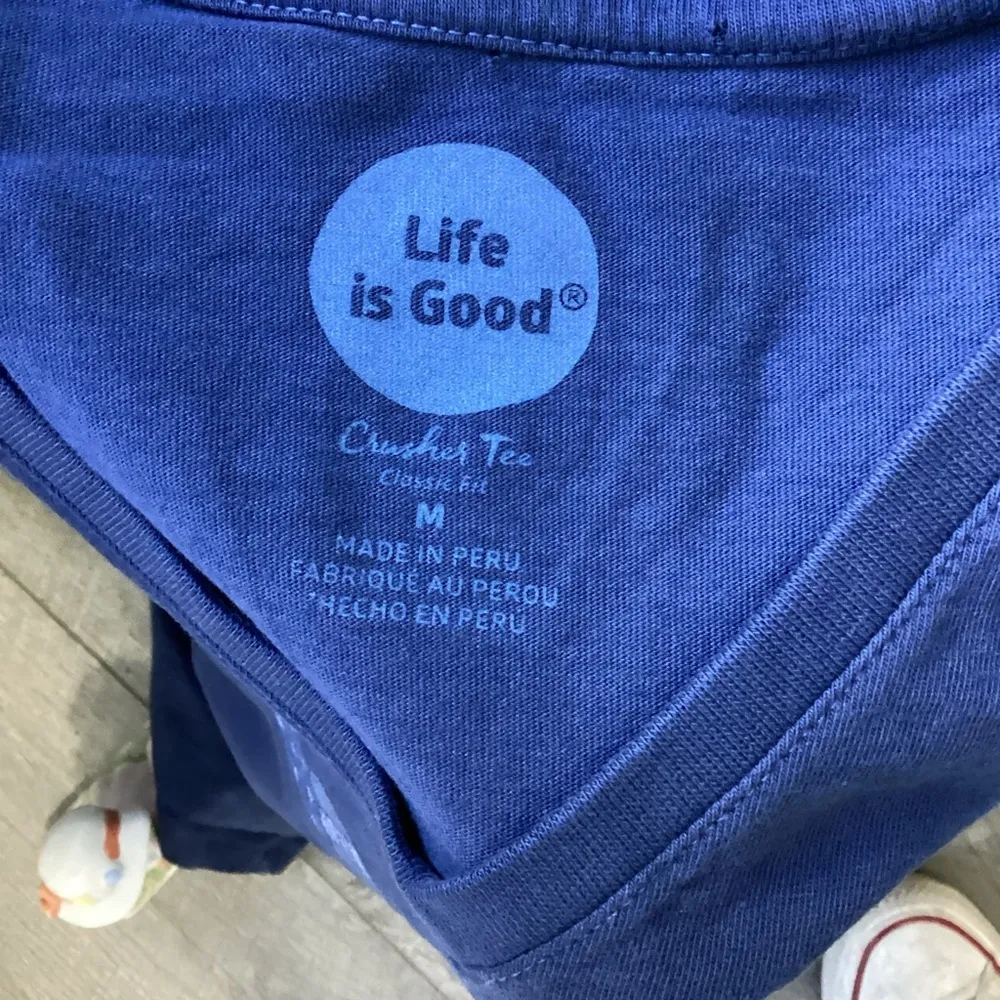 Life
is Good®
Crusher Tee
Classic Fit
M
MADE IN PERU
FABRIQUÉ AU PEROU
HECHO EN PERU